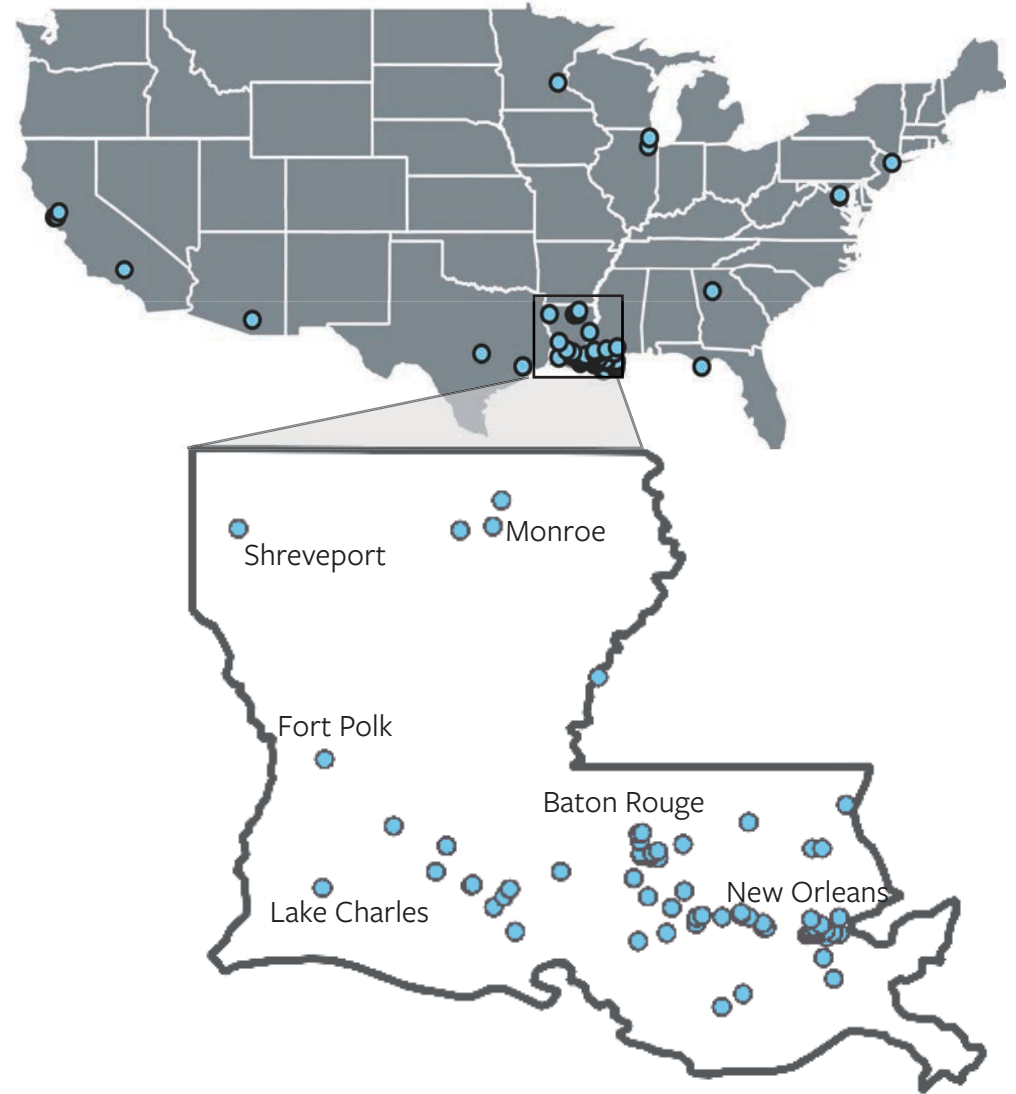 Monroe
Shreveport
Fort Polk
Baton Rouge
New Orleans
Lake Charles